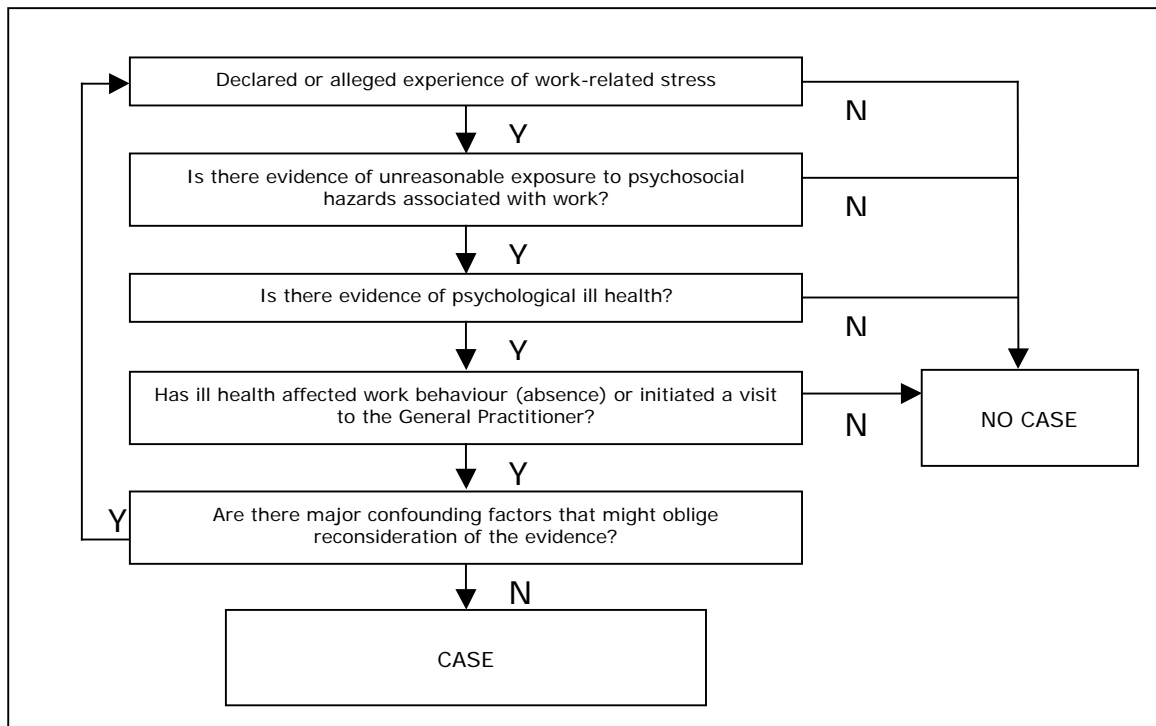 Declared or alleged experience of work-related stress
N
Y
Is there evidence of unreasonable exposure to psychosocial
hazards associated with work?
N
Y
Is there evidence of psychological ill health?
N
Y
Has ill health affected work behaviour (absence) or initiated a visit
to the General Practitioner?
N
NO CASE
Y
Y
Are there major confounding factors that might oblige
reconsideration of the evidence?
N
CASE